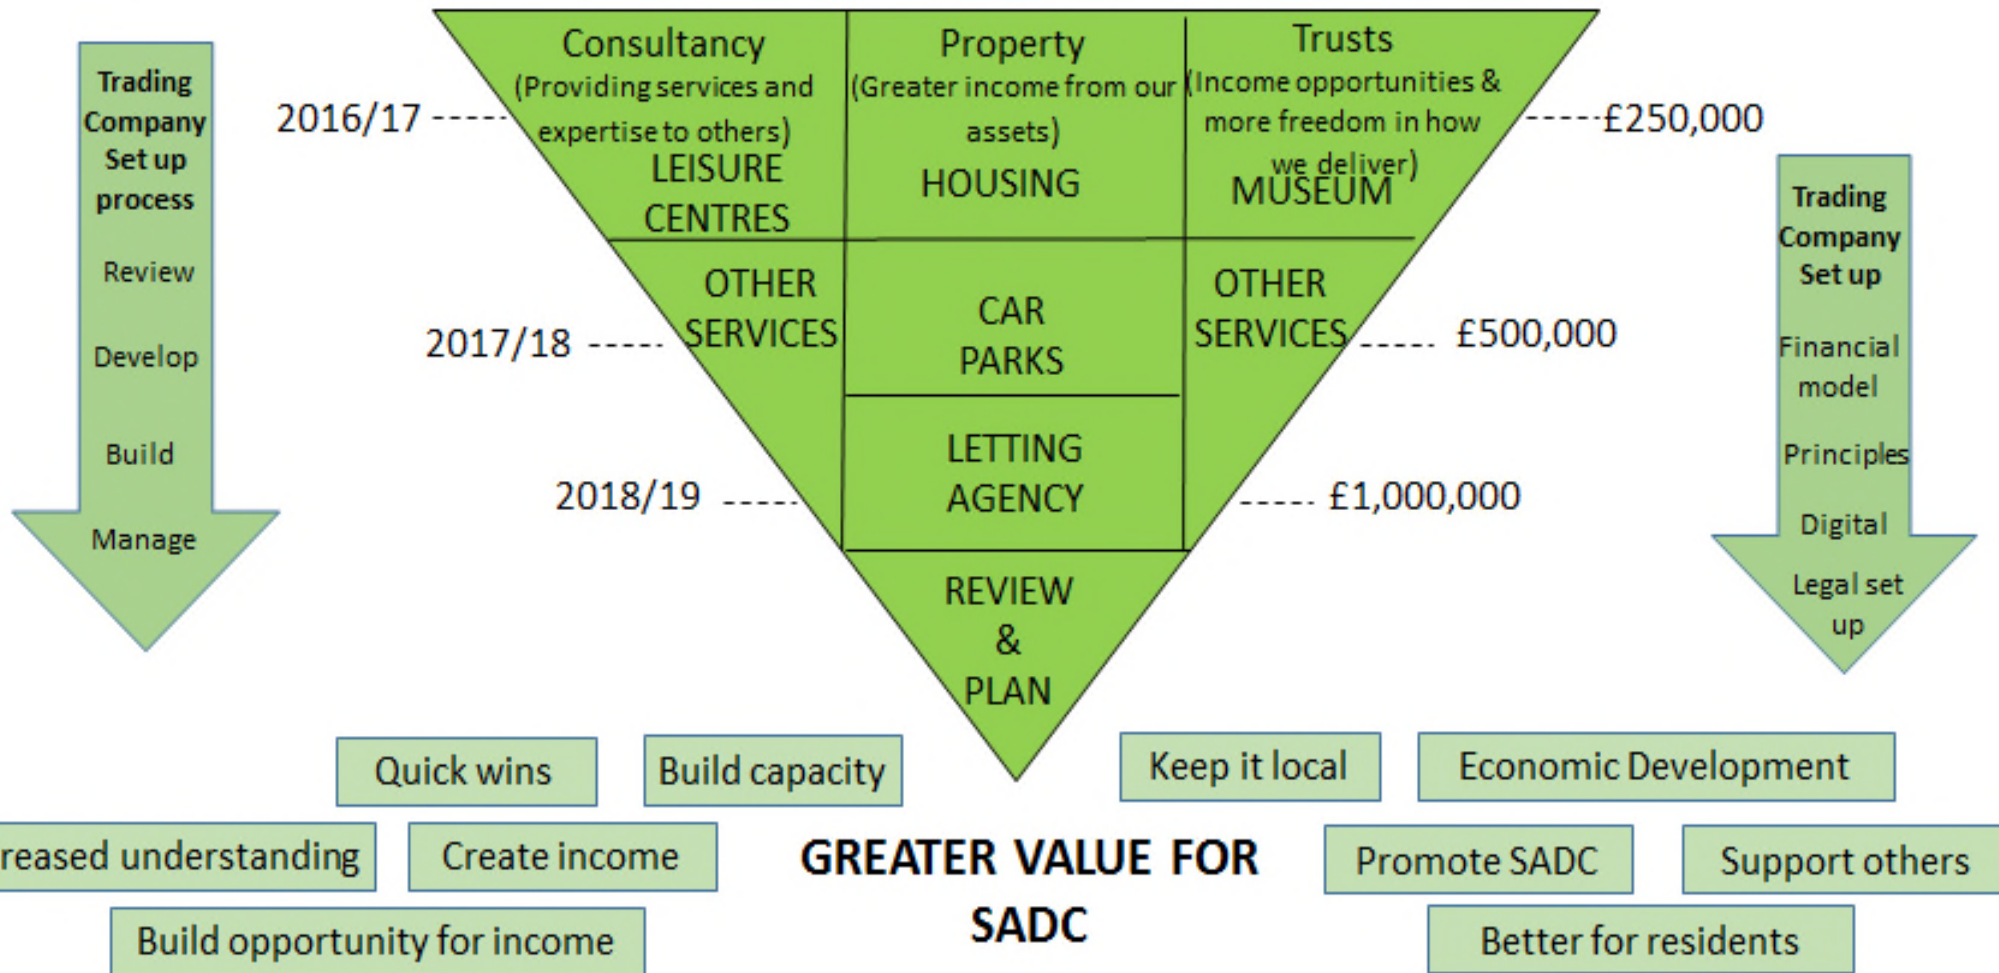 Trading
Company
Set up
process
Review
Develop
Build
Manage
2016/17
2017/18
2018/19
Consultancy
(Providing services and
expertise to others)
LEISURE
CENTRES
OTHER
SERVICES
Property
(Greater income from our
assets)
HOUSING
CAR
PARKS
LETTING
AGENCY
REVIEW
&
PLAN
Trusts
(Income opportunities &
more freedom in how
we deliver)
MUSEUM
OTHER
SERVICES
£250,000
£500,000
£1,000,000
Trading
Company
Set up
Financial
model
Principles
Digital
Legal set
up
Quick wins
Build capacity
Keep it local
Economic Development
reased understanding
Create income
GREATER VALUE FOR
SADC
Promote SADC
Support others
Build opportunity for income
Better for residents